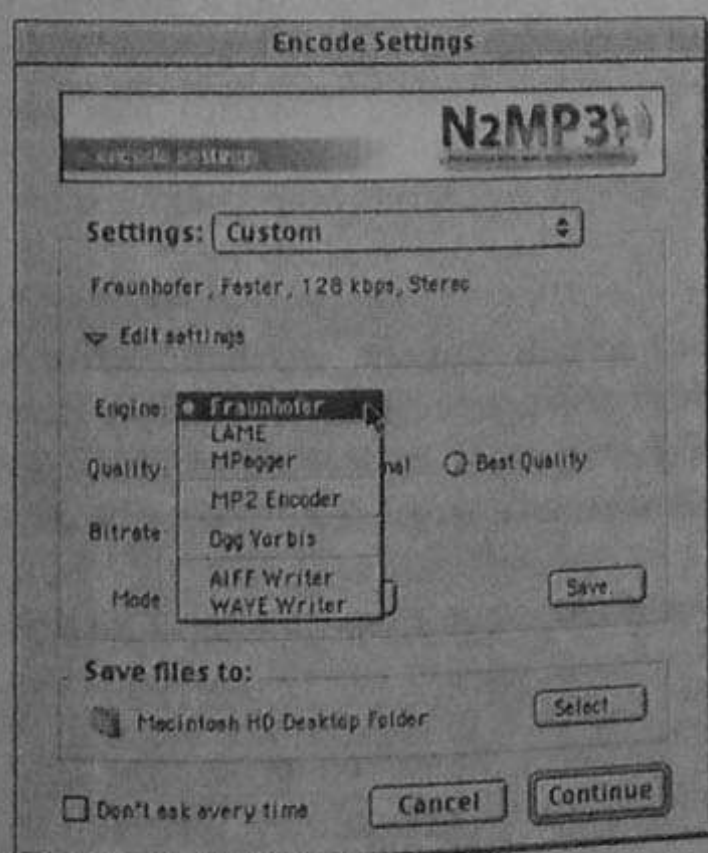 Encode Settings
N2MP3
encode settings
Settings: Custom
Fraunhofer, Faster, 128 kbps, Stereo
Edit settings
Engine: Fraunhofer
LAME
Quality: MPegger nal Best Quality
MP2 Encoder
Bitrate Ogg Vorbis
AIFF Writer
Mode WAVE Writer Save...
Save files to:
Macintosh HD Desktop Folder Select...
Don't ask every time Cancel Continue